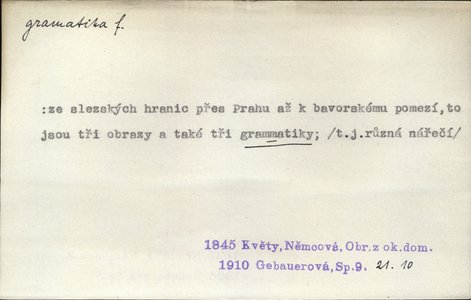 gramatika f.
:ze slezských hranic přes Prahu až k bavorskému pomezí,to
jsou tři obrazy a také tři grammatiky; /t.j.různá nářečí/
1845 Květy,Němcová,Obr.z ok.dom.
1910 Gebauerová,Sp.9. 21.10